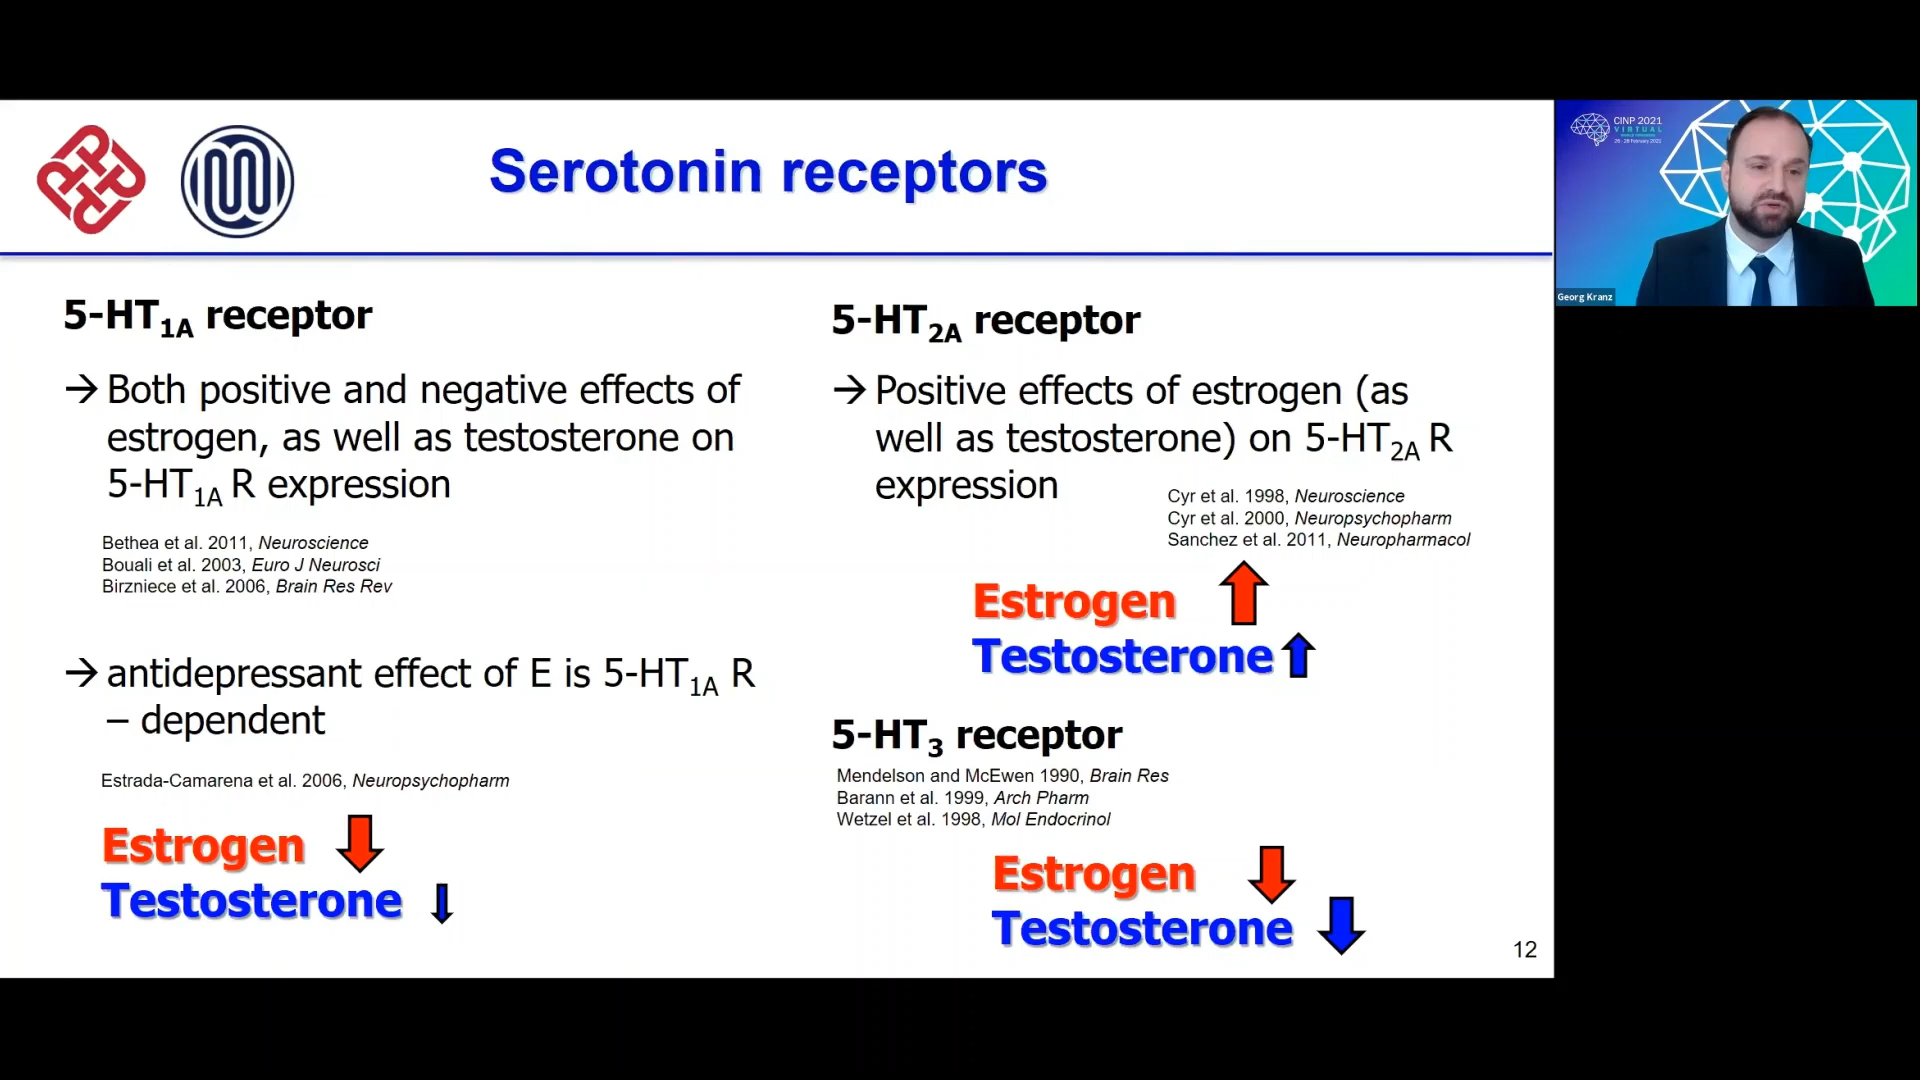 Serotonin receptors
5-HT1A receptor
→ Both positive and negative effects of
estrogen, as well as testosterone on
5-HT1A R expression
Bethea et al. 2011, Neuroscience
Bouali et al. 2003, Euro J Neurosci
Birzniece et al. 2006, Brain Res Rev
→ antidepressant effect of E is 5-HT1A R
– dependent
Estrada-Camarena et al. 2006, Neuropsychopharm
Estrogen
Testosterone
5-HT2A receptor
→ Positive effects of estrogen (as
well as testosterone) on 5-HT2A R
expression
Cyr et al. 1998, Neuroscience
Cyr et al. 2000, Neuropsychopharm
Sanchez et al. 2011, Neuropharmacol
Estrogen
Testosterone
5-HT3 receptor
Mendelson and McEwen 1990, Brain Res
Barann et al. 1999, Arch Pharm
Wetzel et al. 1998, Mol Endocrinol
Estrogen
Testosterone
12
CINP 2021
VIRTUAL
WORLD CONGRESS
26 - 28 February 2021
Georg Kranz